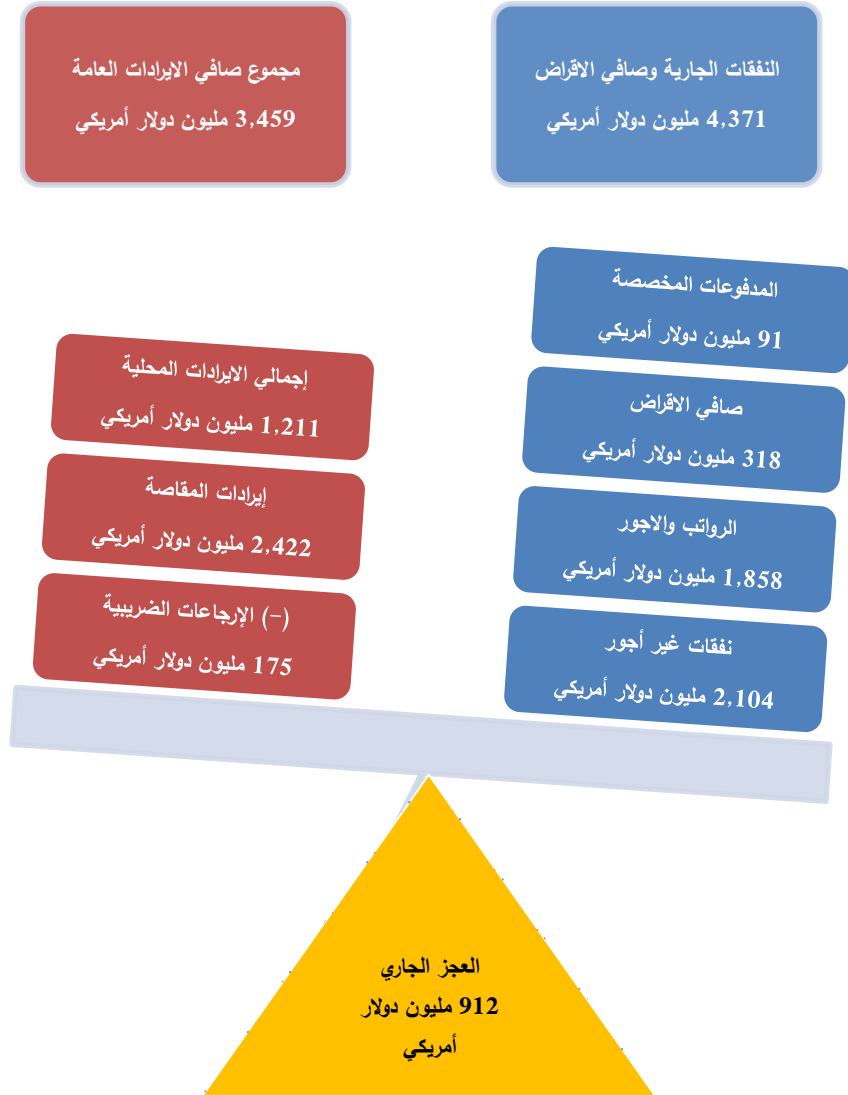 النفقات الجارية وصافي الاقراض
4,371 مليون دولار أمريكي
مجموع صافي الايرادات العامة
3,459 مليون دولار أمريكي
المدفوعات المخصصة
91 مليون دولار أمريكي
صافي الاقراض
318 مليون دولار أمريكي
الرواتب والاجور
1,858 مليون دولار أمريكي
نفقات غير أجور
2,104 مليون دولار أمريكي
إجمالي الايرادات المحلية
1,211 مليون دولار أمريكي
إيرادات المقاصة
2,422 مليون دولار أمريكي
(-) الإرجاعات الضريبية
175 مليون دولار أمريكي
العجز الجاري
912 مليون دولار
أمريكي